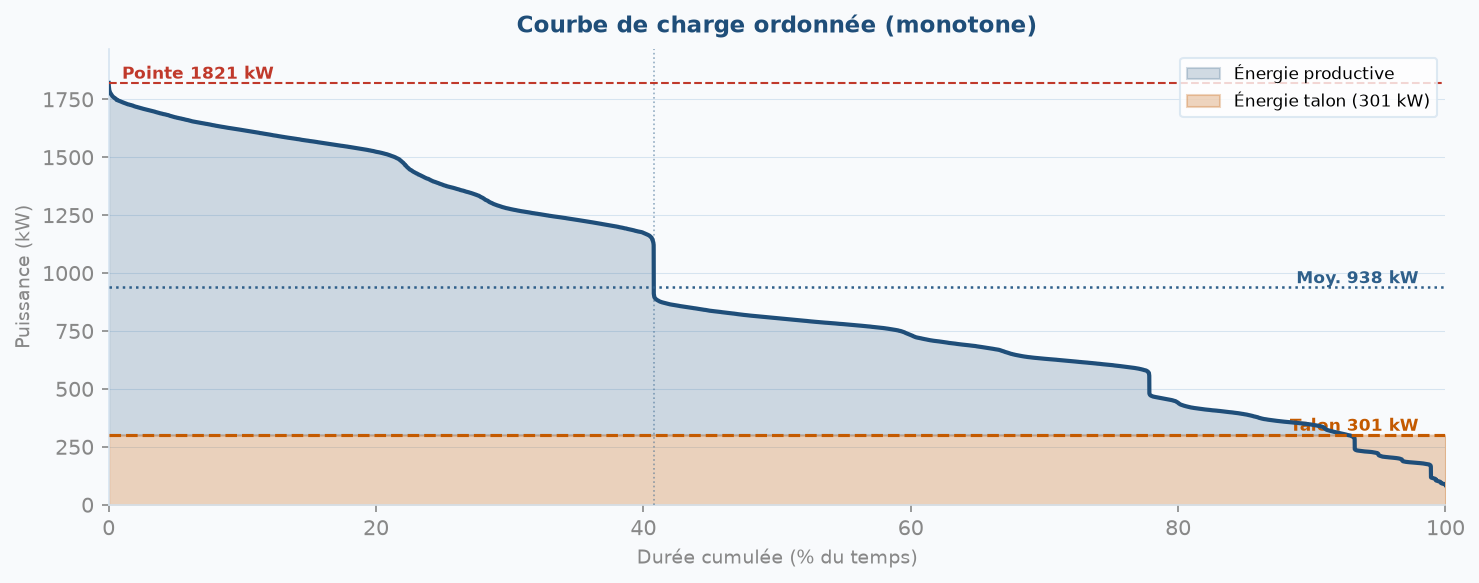 Courbe de charge ordonnée (monotone)
Pointe 1821 kW
Énergie productive
Énergie talon (301 kW)
Moy. 938 kW
Talon 301 kW
Puissance (kW)
1750
1500
1250
1000
750
500
250
0
0 20 40 60 80 100
Durée cumulée (% du temps)